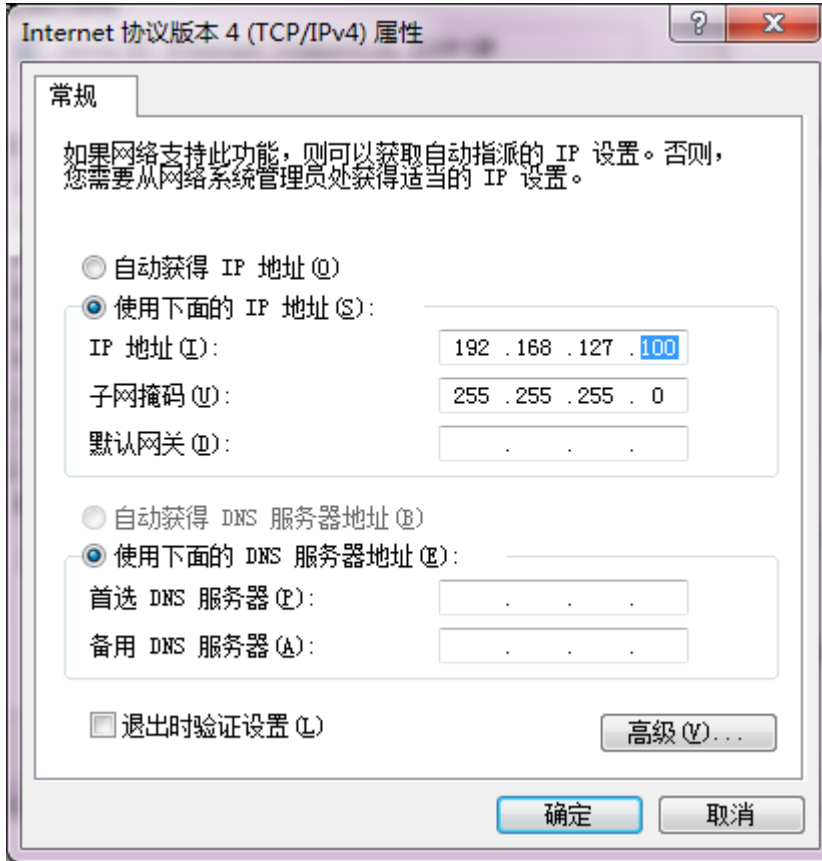 Internet 协议版本 4 (TCP/IPv4) 属性
常规
如果网络支持此功能，则可以获取自动指派的 IP 设置。否则，
您需要从网络系统管理员处获得适当的 IP 设置。
自动获得 IP 地址(O)
使用下面的 IP 地址(S):
IP 地址(I): 192 .168 .127 .100
子网掩码(U): 255 .255 .255 . 0
默认网关(D): . . .
自动获得 DNS 服务器地址(B)
使用下面的 DNS 服务器地址(E):
首选 DNS 服务器(P): . . .
备用 DNS 服务器(A): . . .
退出时验证设置(L)
高级(V)...
确定 取消